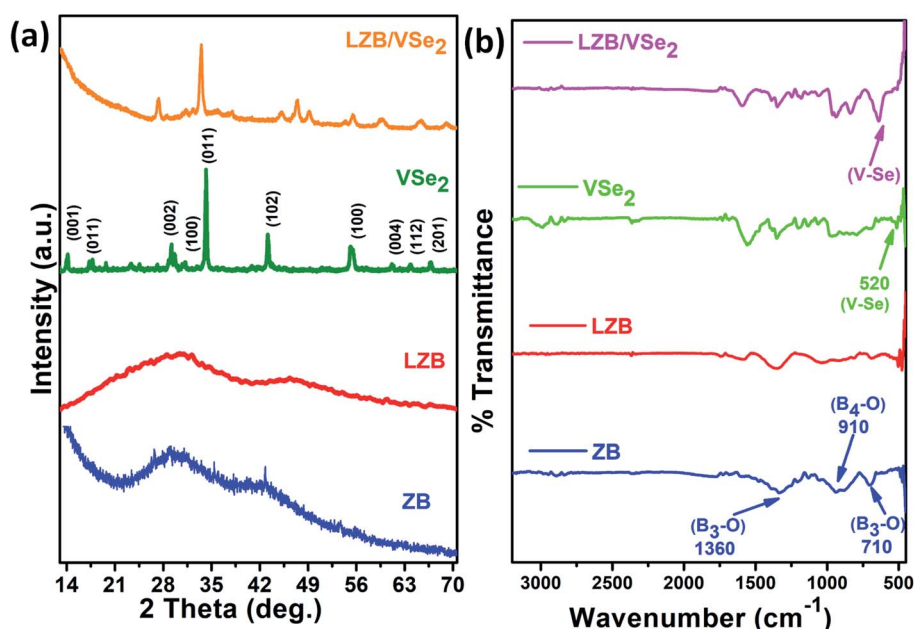 (a)
LZB/VSe2
(011)
VSe2
(001)
(011)
(002)
(100)
(102)
(100)
(004)
(112)
(201)
LZB
ZB
Intensity (a.u.)
14 21 28 35 42 49 56 63 70
2 Theta (deg.)
(b)
LZB/VSe2
(V-Se)
VSe2
520
(V-Se)
LZB
(B4-O)
910
ZB
(B3-O)
1360
(B3-O)
710
% Transmittance
3000 2500 2000 1500 1000 500
Wavenumber (cm-1)